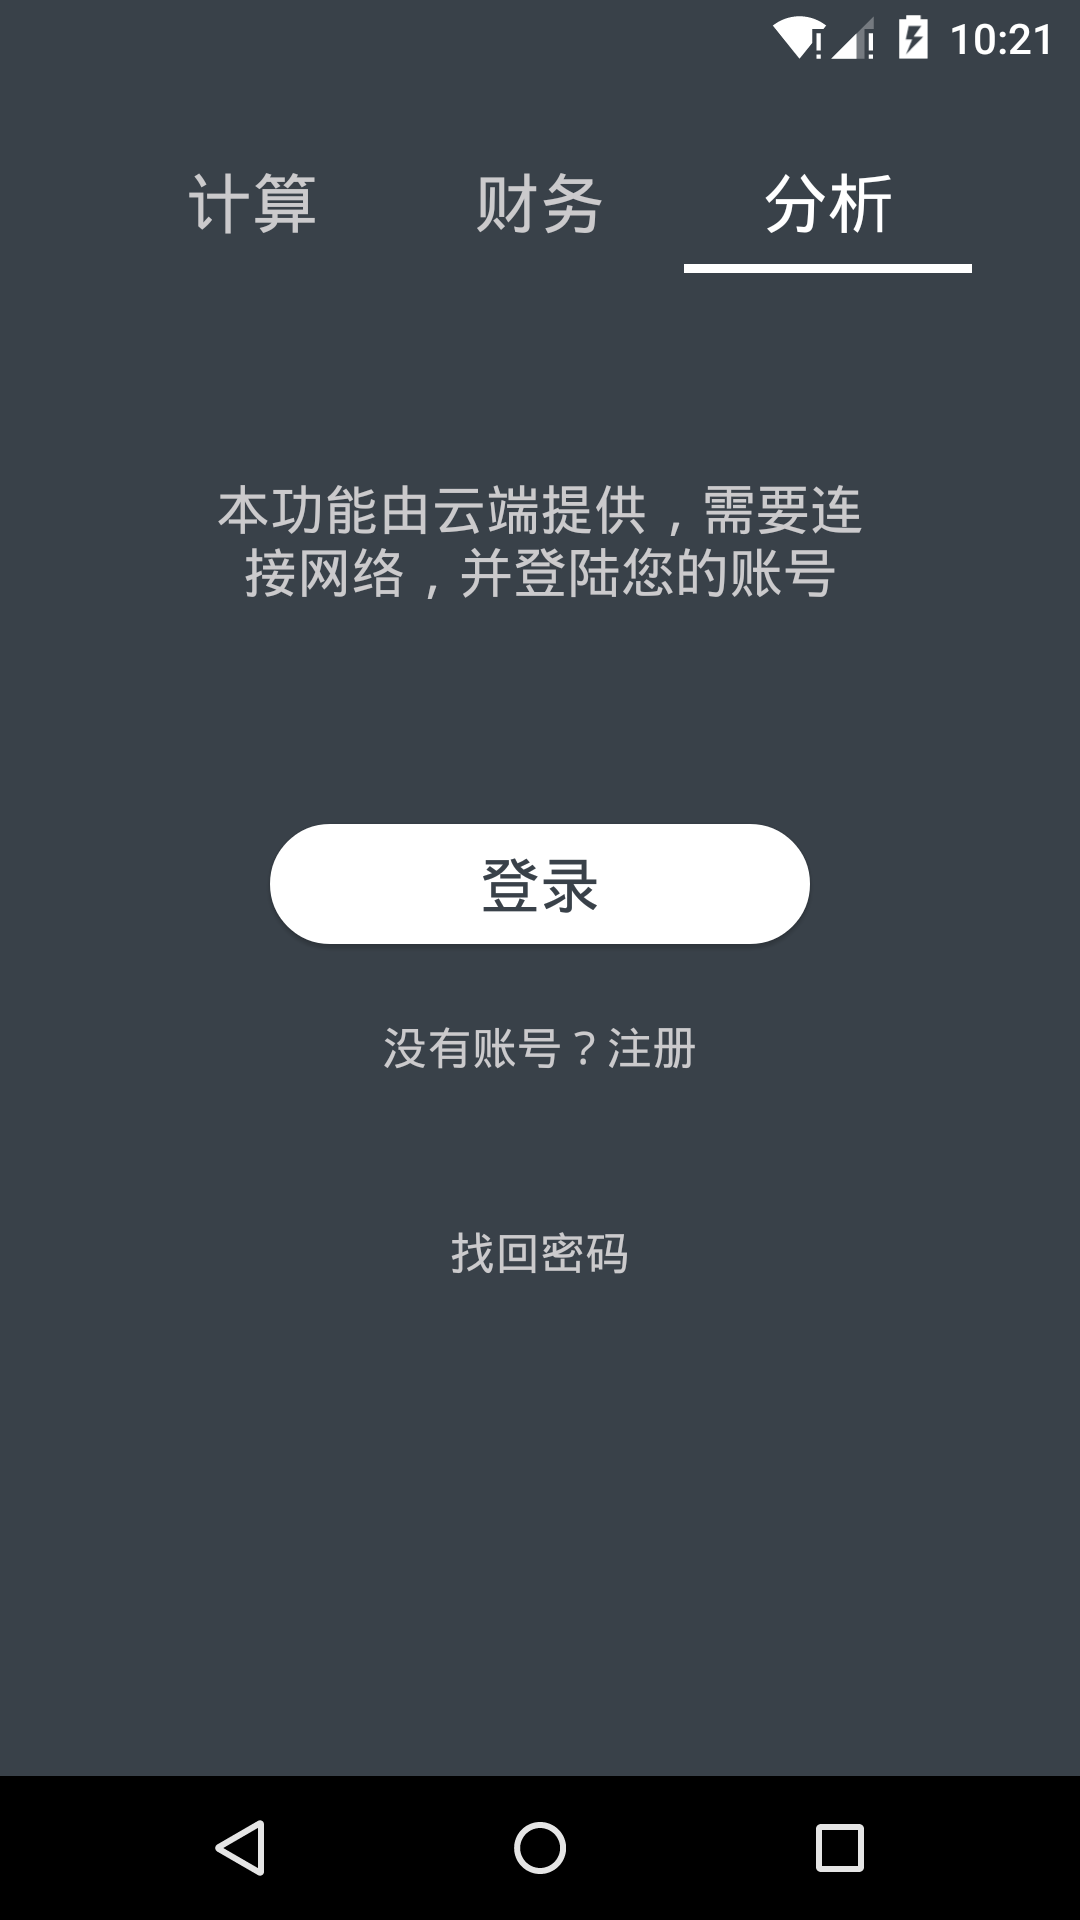 10:21
计算 财务 分析
本功能由云端提供，需要连
接网络，并登陆您的账号
登录
没有账号？注册
找回密码